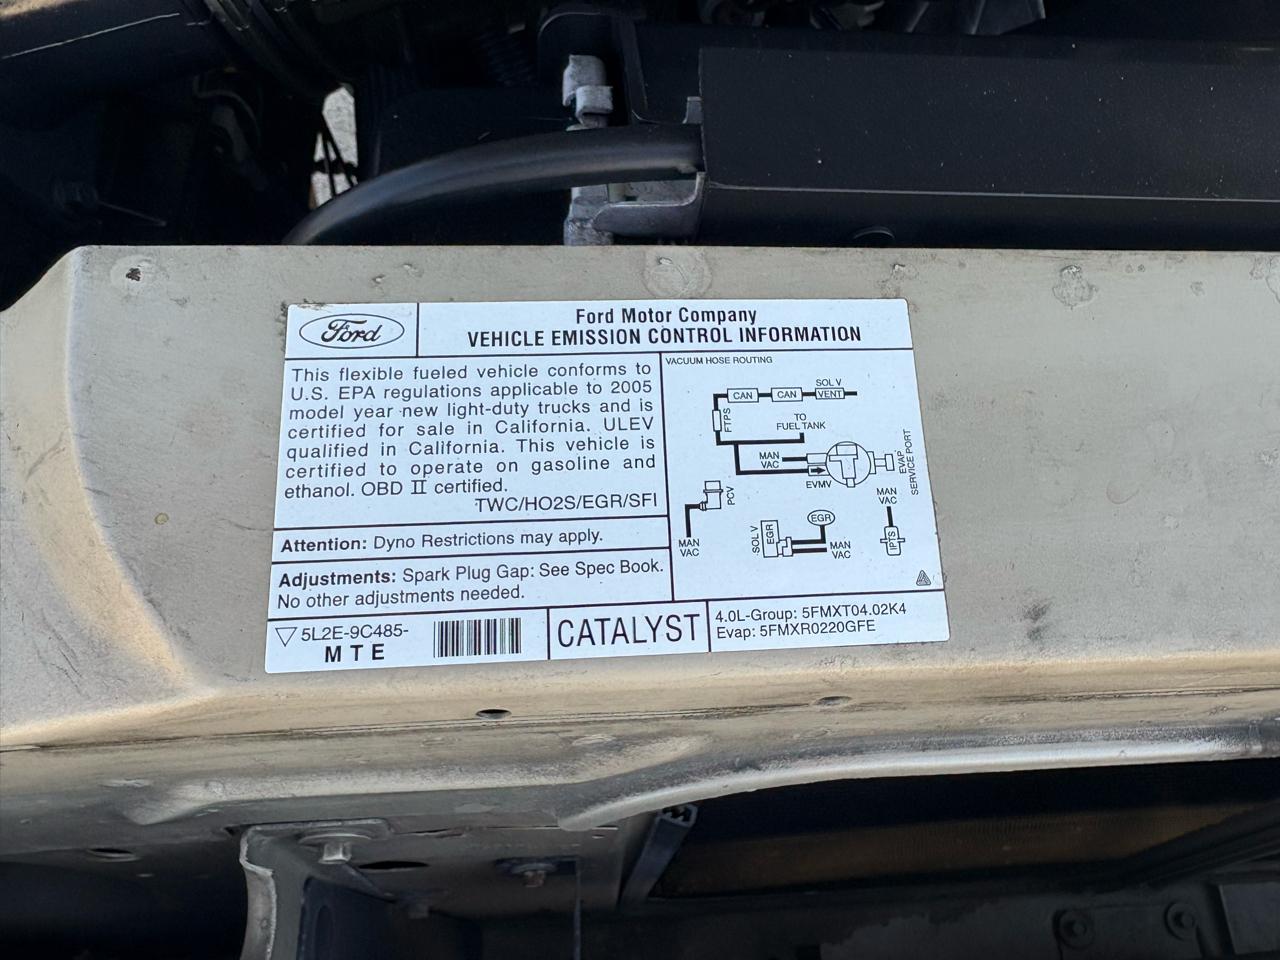 Ford
Ford Motor Company
VEHICLE EMISSION CONTROL INFORMATION
This flexible fueled vehicle conforms to
U.S. EPA regulations applicable to 2005
model year new light-duty trucks and is
certified for sale in California. ULEV
qualified in California. This vehicle is
certified to operate on gasoline and
ethanol. OBD II certified.
TWC/HO2S/EGR/SFI
Attention: Dyno Restrictions may apply.
Adjustments: Spark Plug Gap: See Spec Book.
No other adjustments needed.
5L2E-9C485-
MTE
CATALYST
4.0L-Group: 5FMXT04.02K4
Evap: 5FMXR0220GFE
VACUUM HOSE ROUTING
CAN
CAN
SOL V
VENT
FTPS
TO
FUEL TANK
MAN
VAC
EVMV
EVAP
SERVICE PORT
PCV
MAN
VAC
SOL V
EGR
EGR
MAN
VAC
MAN
VAC
IPTS